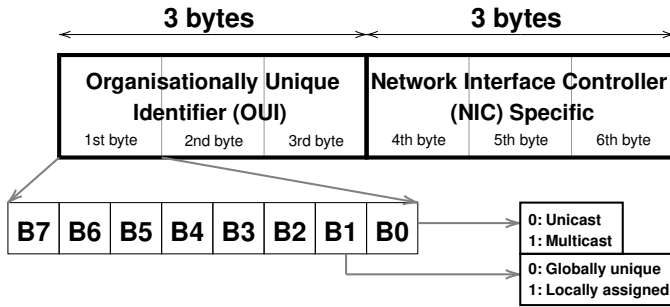 3 bytes 3 bytes
Organisationally Unique Identifier (OUI)
Network Interface Controller (NIC) Specific
1st byte 2nd byte 3rd byte 4th byte 5th byte 6th byte
B7 B6 B5 B4 B3 B2 B1 B0
0: Unicast
1: Multicast
0: Globally unique
1: Locally assigned